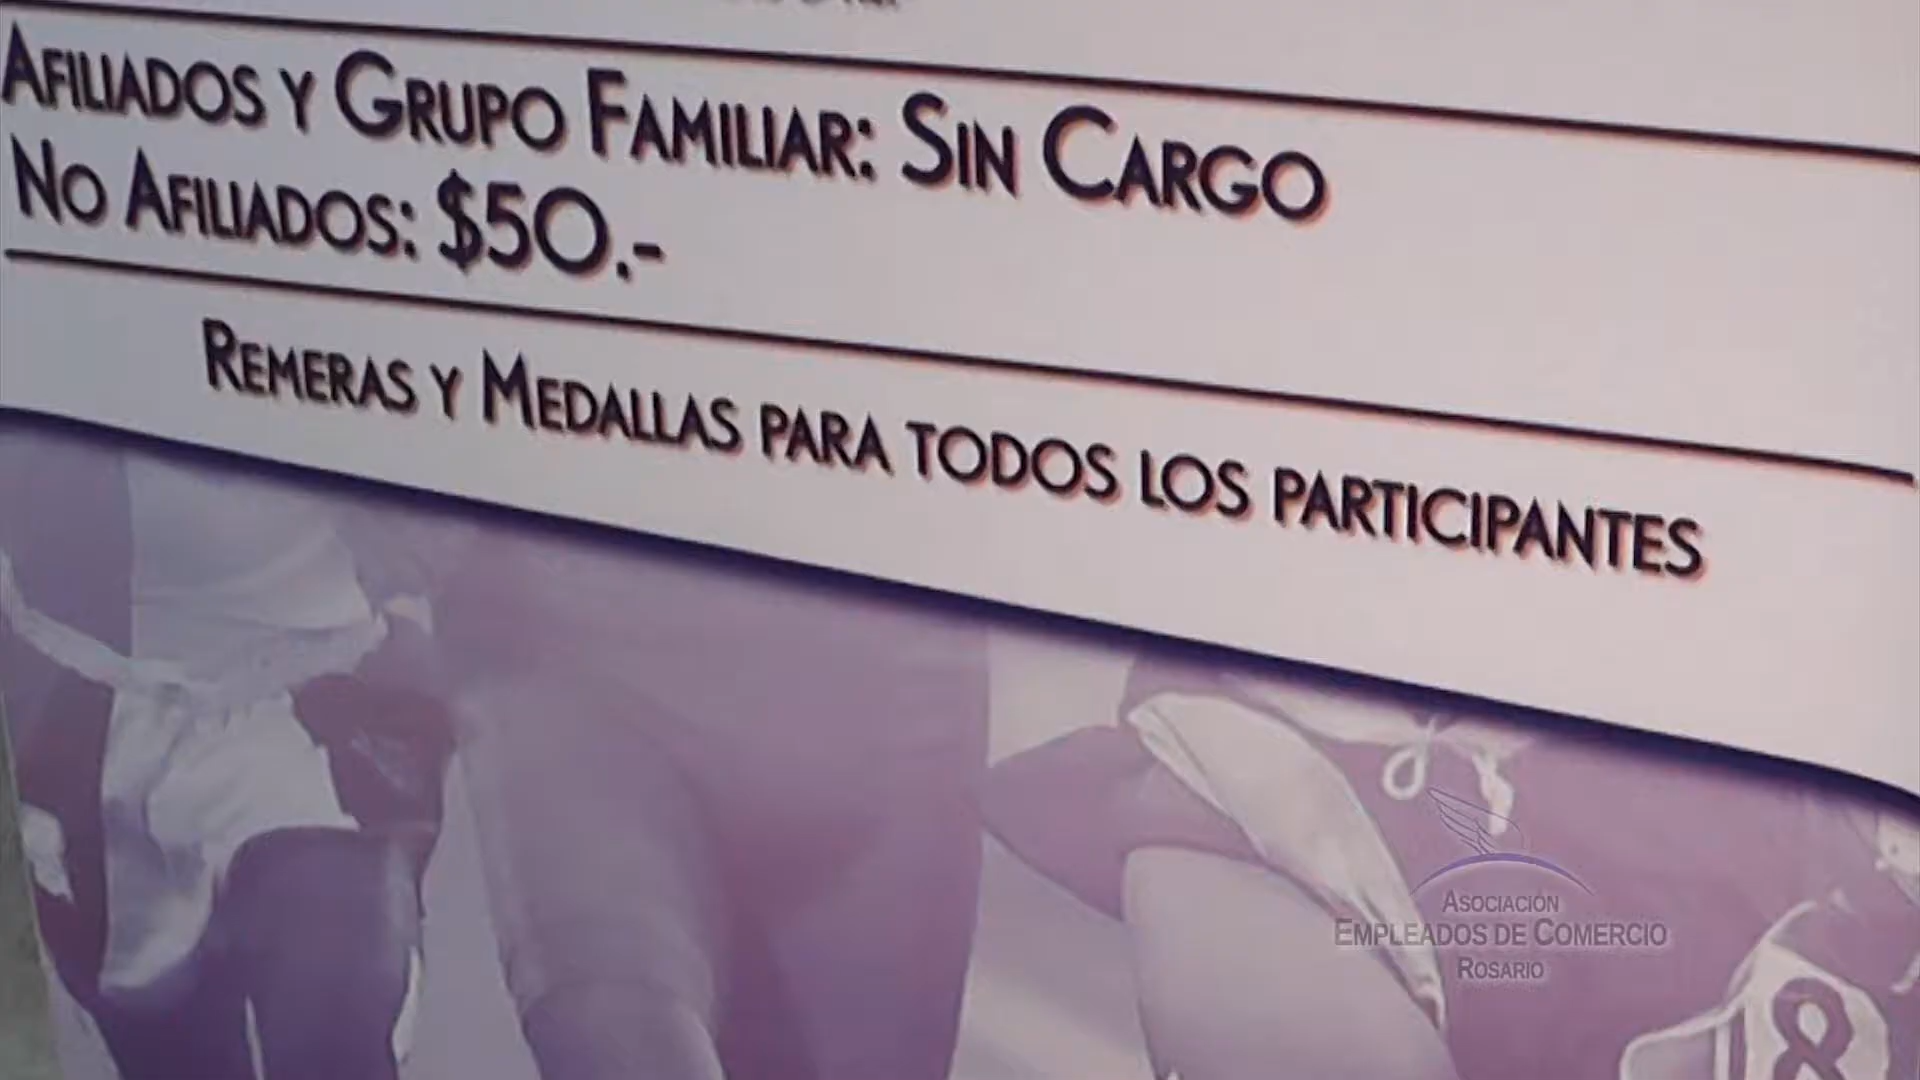 AFILIADOS Y GRUPO FAMILIAR: SIN CARGO
NO AFILIADOS: $50.-
REMERAS Y MEDALLAS PARA TODOS LOS PARTICIPANTES
ASOCIACIÓN
EMPLEADOS DE COMERCIO
ROSARIO
8